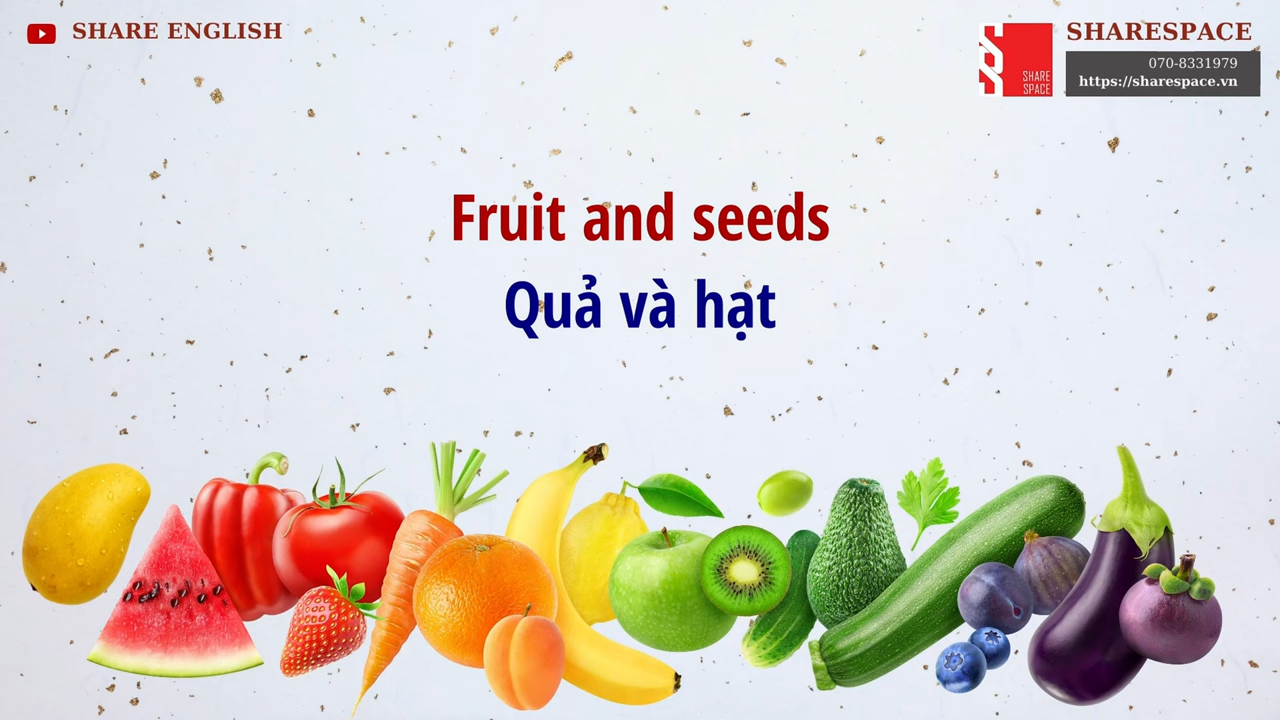 SHARE ENGLISH
SHARESPACE
070-8331979
https://sharespace.vn
SHARE
SPACE
Fruit and seeds
Quả và hạt